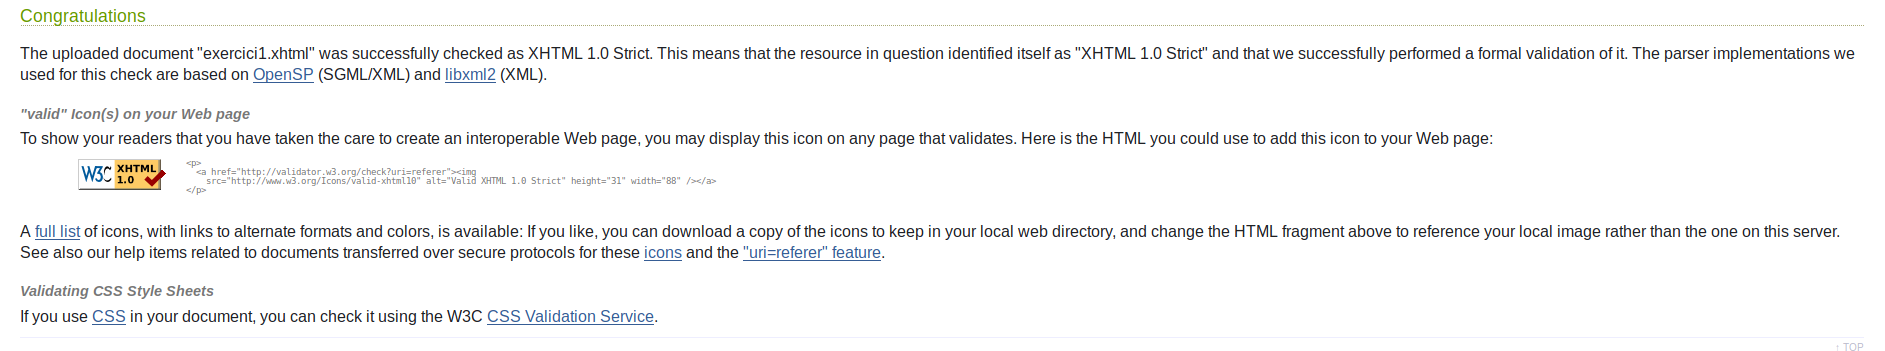 Congratulations
The uploaded document "exercici1.xhtml" was successfully checked as XHTML 1.0 Strict. This means that the resource in question identified itself as "XHTML 1.0 Strict" and that we successfully performed a formal validation of it. The parser implementations we
used for this check are based on OpenSP (SGML/XML) and libxml2 (XML).
"valid" Icon(s) on your Web page
To show your readers that you have taken the care to create an interoperable Web page, you may display this icon on any page that validates. Here is the HTML you could use to add this icon to your Web page:
W3C XHTML 1.0
<p>
<a href="http://validator.w3.org/check?uri=referer"><img
src="http://www.w3.org/Icons/valid-xhtml10" alt="Valid XHTML 1.0 Strict" height="31" width="88" /></a>
</p>
A full list of icons, with links to alternate formats and colors, is available: If you like, you can download a copy of the icons to keep in your local web directory, and change the HTML fragment above to reference your local image rather than the one on this server.
See also our help items related to documents transferred over secure protocols for these icons and the "uri=referer" feature.
Validating CSS Style Sheets
If you use CSS in your document, you can check it using the W3C CSS Validation Service.
↑ TOP